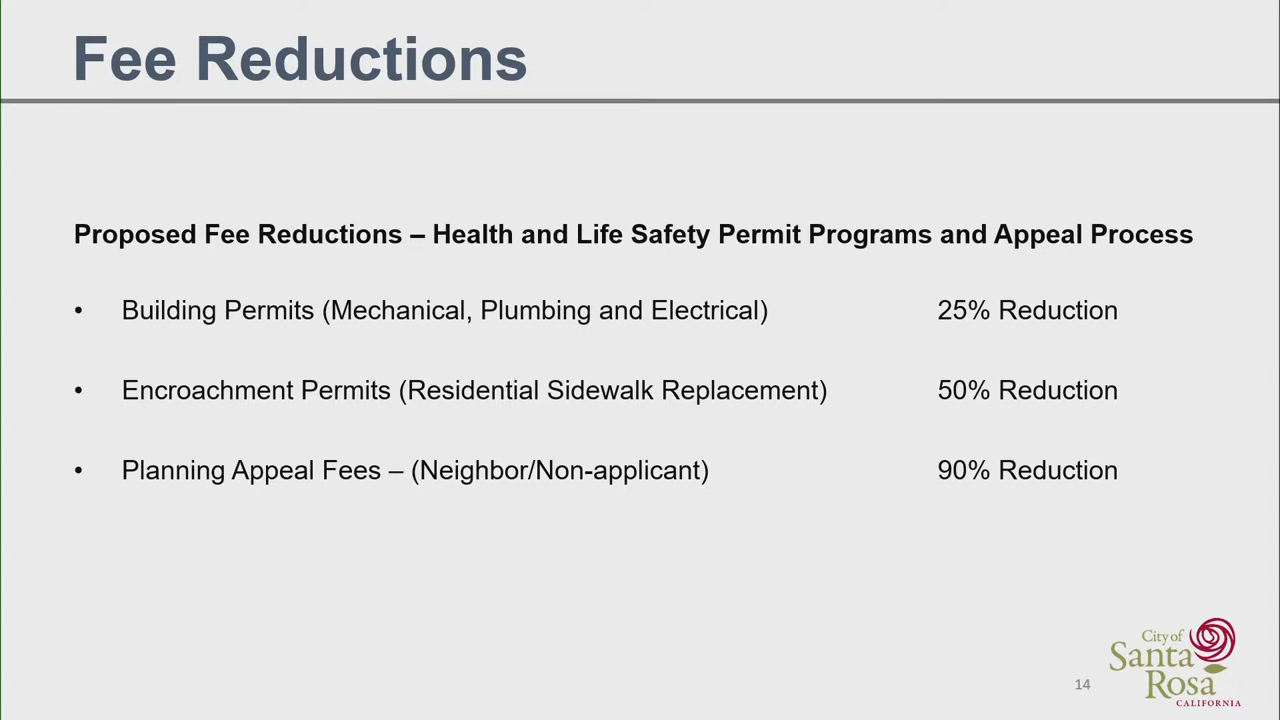 Fee Reductions
Proposed Fee Reductions – Health and Life Safety Permit Programs and Appeal Process
• Building Permits (Mechanical, Plumbing and Electrical) 25% Reduction
• Encroachment Permits (Residential Sidewalk Replacement) 50% Reduction
• Planning Appeal Fees – (Neighbor/Non-applicant) 90% Reduction
14
City of
Santa
Rosa
CALIFORNIA